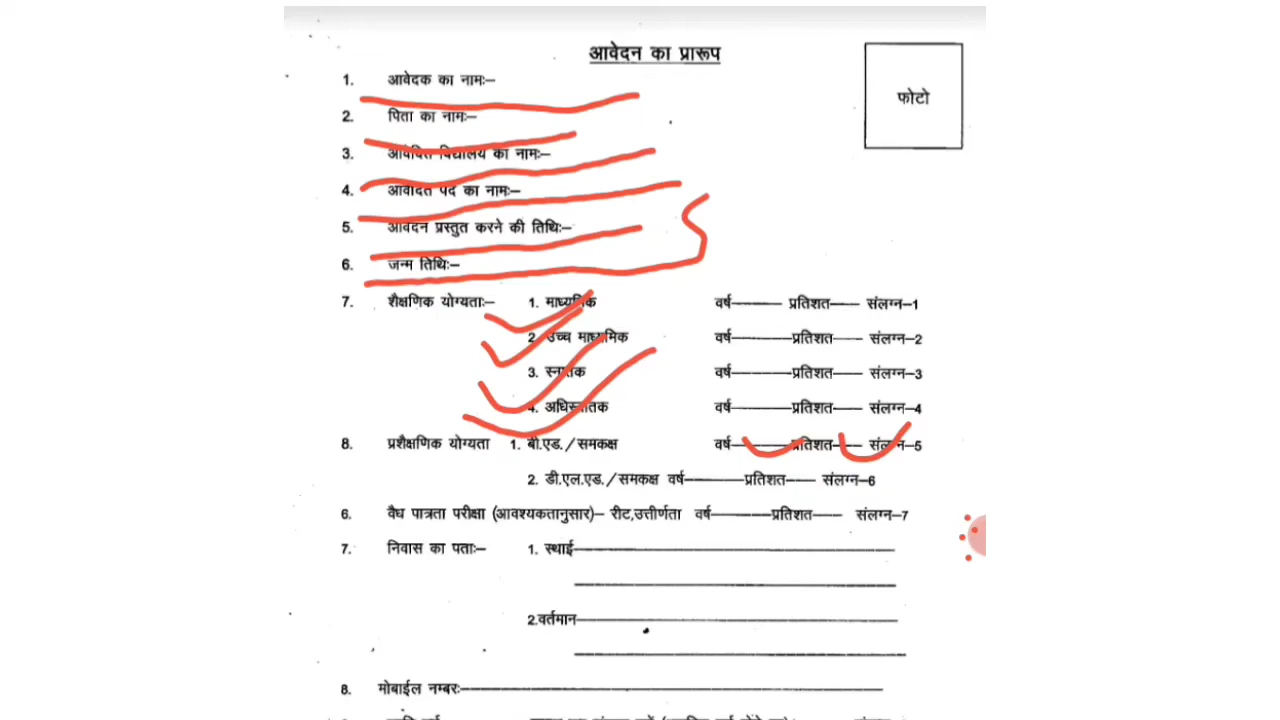 आवेदन का प्रारूप
फोटो
1. आवेदक का नामः–
2. पिता का नामः–
3. आवेदित विद्यालय का नामः–
4. आवेदित पद का नामः–
5. आवेदन प्रस्तुत करने की तिथिः–
6. जन्म तिथिः–
7. शैक्षणिक योग्यताः– 1. माध्यमिक वर्ष——— प्रतिशत—— संलग्न–1
2. उच्च माध्यमिक वर्ष————प्रतिशत—— संलग्न–2
3. स्नातक वर्ष————प्रतिशत—— संलग्न–3
4. अधिस्नातक वर्ष————प्रतिशत—— संलग्न–4
8. प्रशैक्षणिक योग्यता 1. बी.एड./समकक्ष वर्ष————प्रतिशत—— संलग्न–5
2. डी.एल.एड./समकक्ष वर्ष————प्रतिशत—— संलग्न–6
6. वैध पात्रता परीक्षा (आवश्यकतानुसार)– रीट,उत्तीर्णता वर्ष————प्रतिशत—— संलग्न–7
7. निवास का पताः– 1. स्थाई————————————
2.वर्तमान————————————
8. मोबाईल नम्बरः————————————